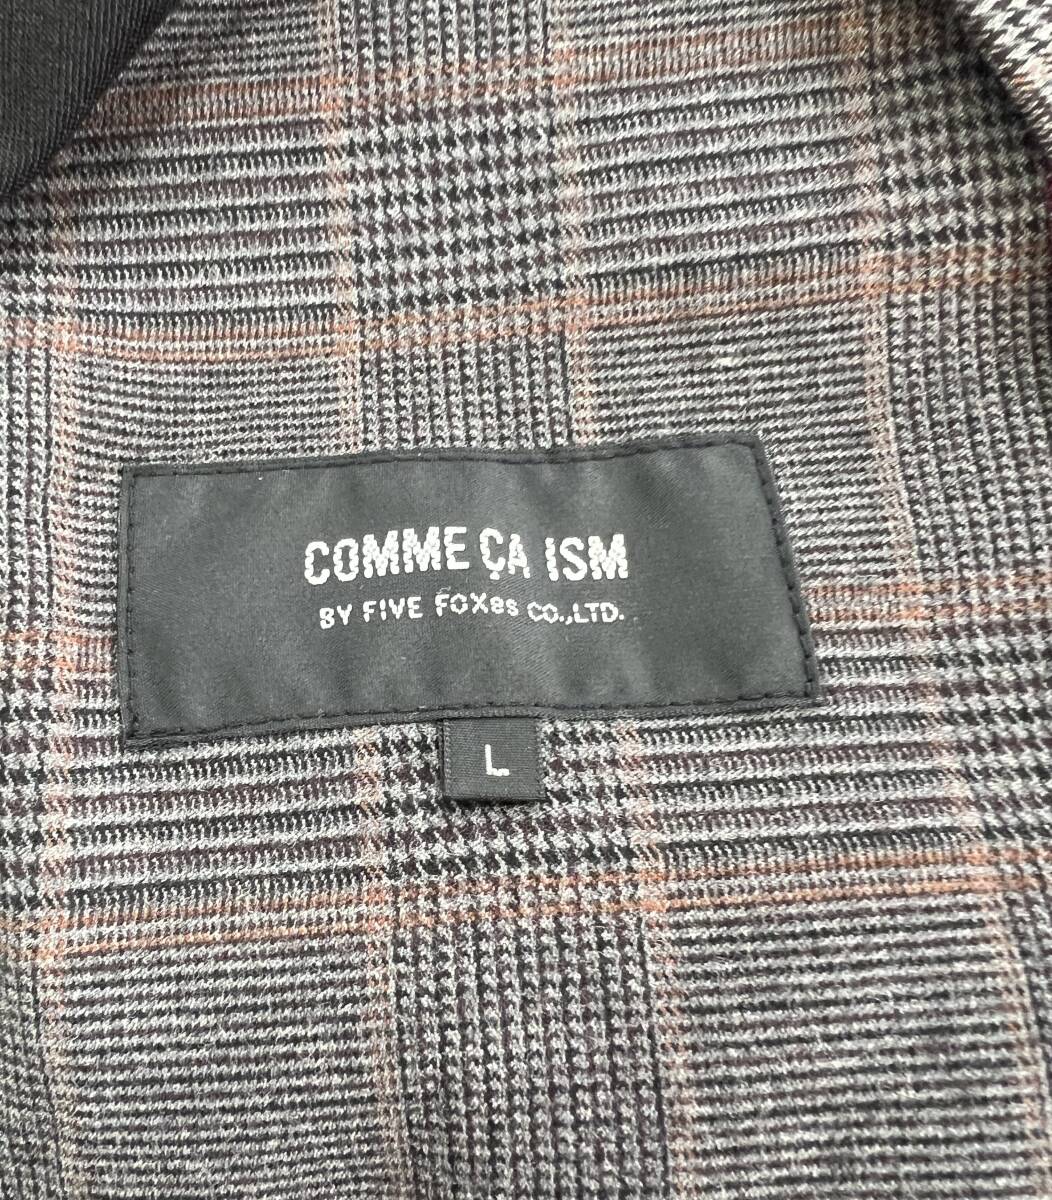 COMME ÇA ISM
BY FIVE FOXes CO.,LTD.
L